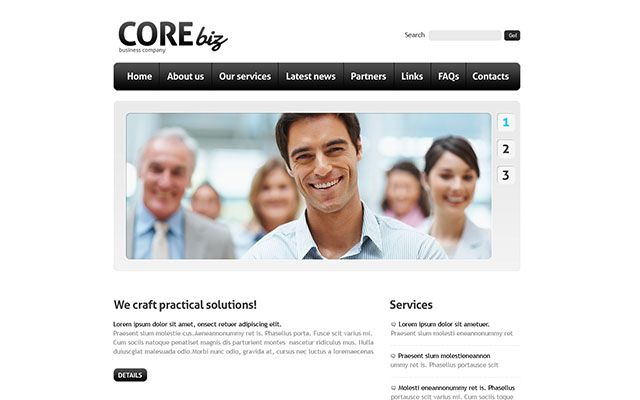 CORE biz
business company
Search
Go!
Home About us Our services Latest news Partners Links FAQs Contacts
1
2
3
We craft practical solutions!
Lorem ipsum dolor sit amet, onsect retuer adipiscing elit.
Praesent slum molestie cus.Aeneannonummy ret is. Phasellus porta. Fusce scit varius mi.
Cum sociis natoque penatiset magnis dis parturient montes nascetur ridiculus mus. Nulla
duiusgiat malesuada odio.Morbi nunc odio, gravida at, cursus nec luctus a loremaecenas
DETAILS
Services
Lorem ipsum dolor sit ametuer.
Praesent slum molesti eneannonummy ret
Praesent slum molestieneannon
ummy ret is. Phasellus portausce scit
Molesti eneannonummy ret is. Phasellus
portausce scit varius mi. Cum sociis togue